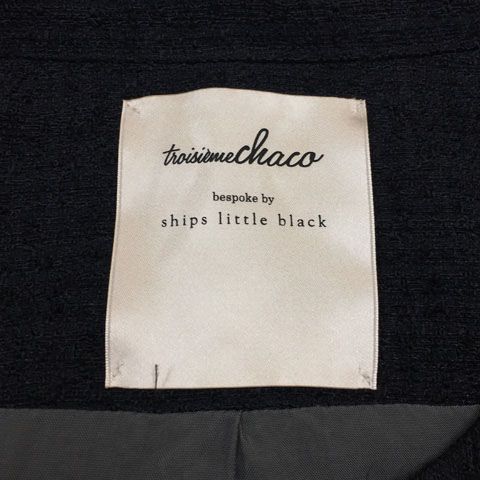 troisièmechaco
bespoke by
ships little black